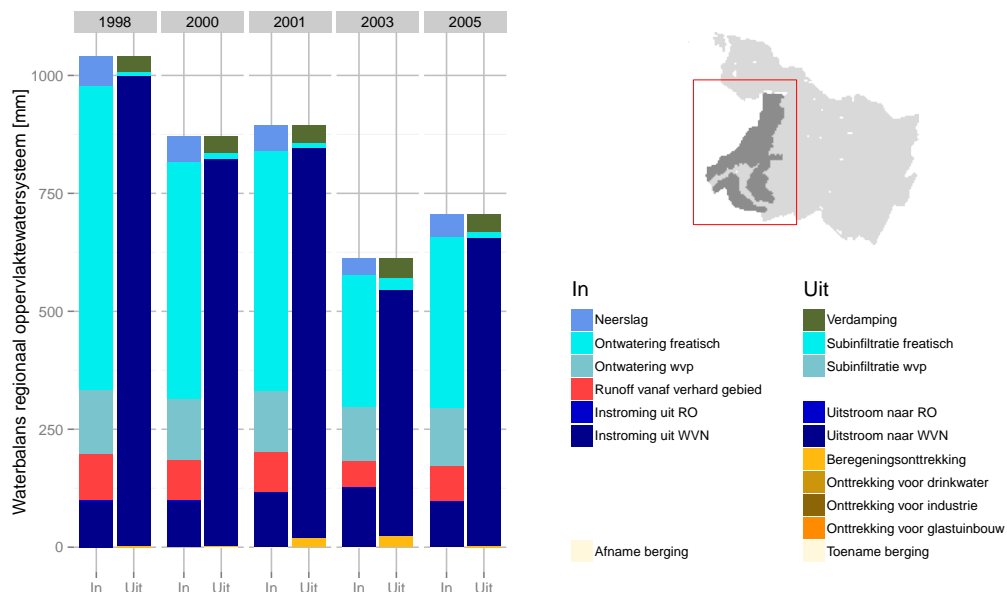 1998 2000 2001 2003 2005
Waterbalans regionaal oppervlaktewatersysteem [mm]
1000
750
500
250
0
In Uit In Uit In Uit In Uit In Uit
In
Neerslag
Ontwatering freatisch
Ontwatering wvp
Runoff vanaf verhard gebied
Instroming uit RO
Instroming uit WVN
Afname berging
Uit
Verdamping
Subinfiltratie freatisch
Subinfiltratie wvp
Uitstroom naar RO
Uitstroom naar WVN
Beregeningsonttrekking
Onttrekking voor drinkwater
Onttrekking voor industrie
Onttrekking voor glastuinbouw
Toename berging